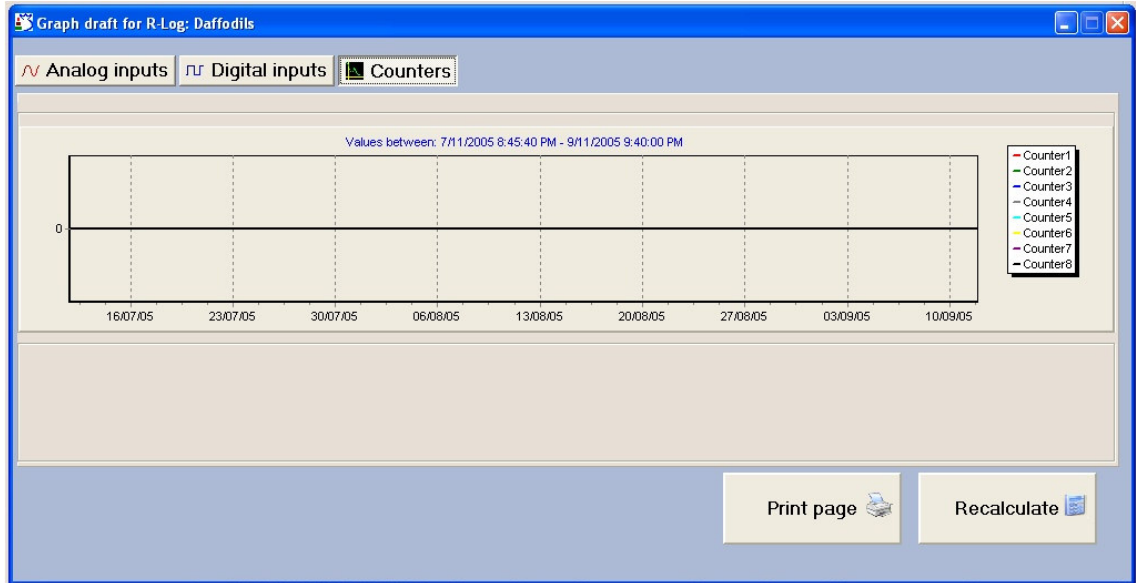 Graph draft for R-Log: Daffodils
Analog inputs Digital inputs Counters
Values between: 7/11/2005 8:45:40 PM - 9/11/2005 9:40:00 PM
Counter1
Counter2
Counter3
Counter4
Counter5
Counter6
Counter7
Counter8
0
16/07/05 23/07/05 30/07/05 06/08/05 13/08/05 20/08/05 27/08/05 03/09/05 10/09/05
Print page Recalculate